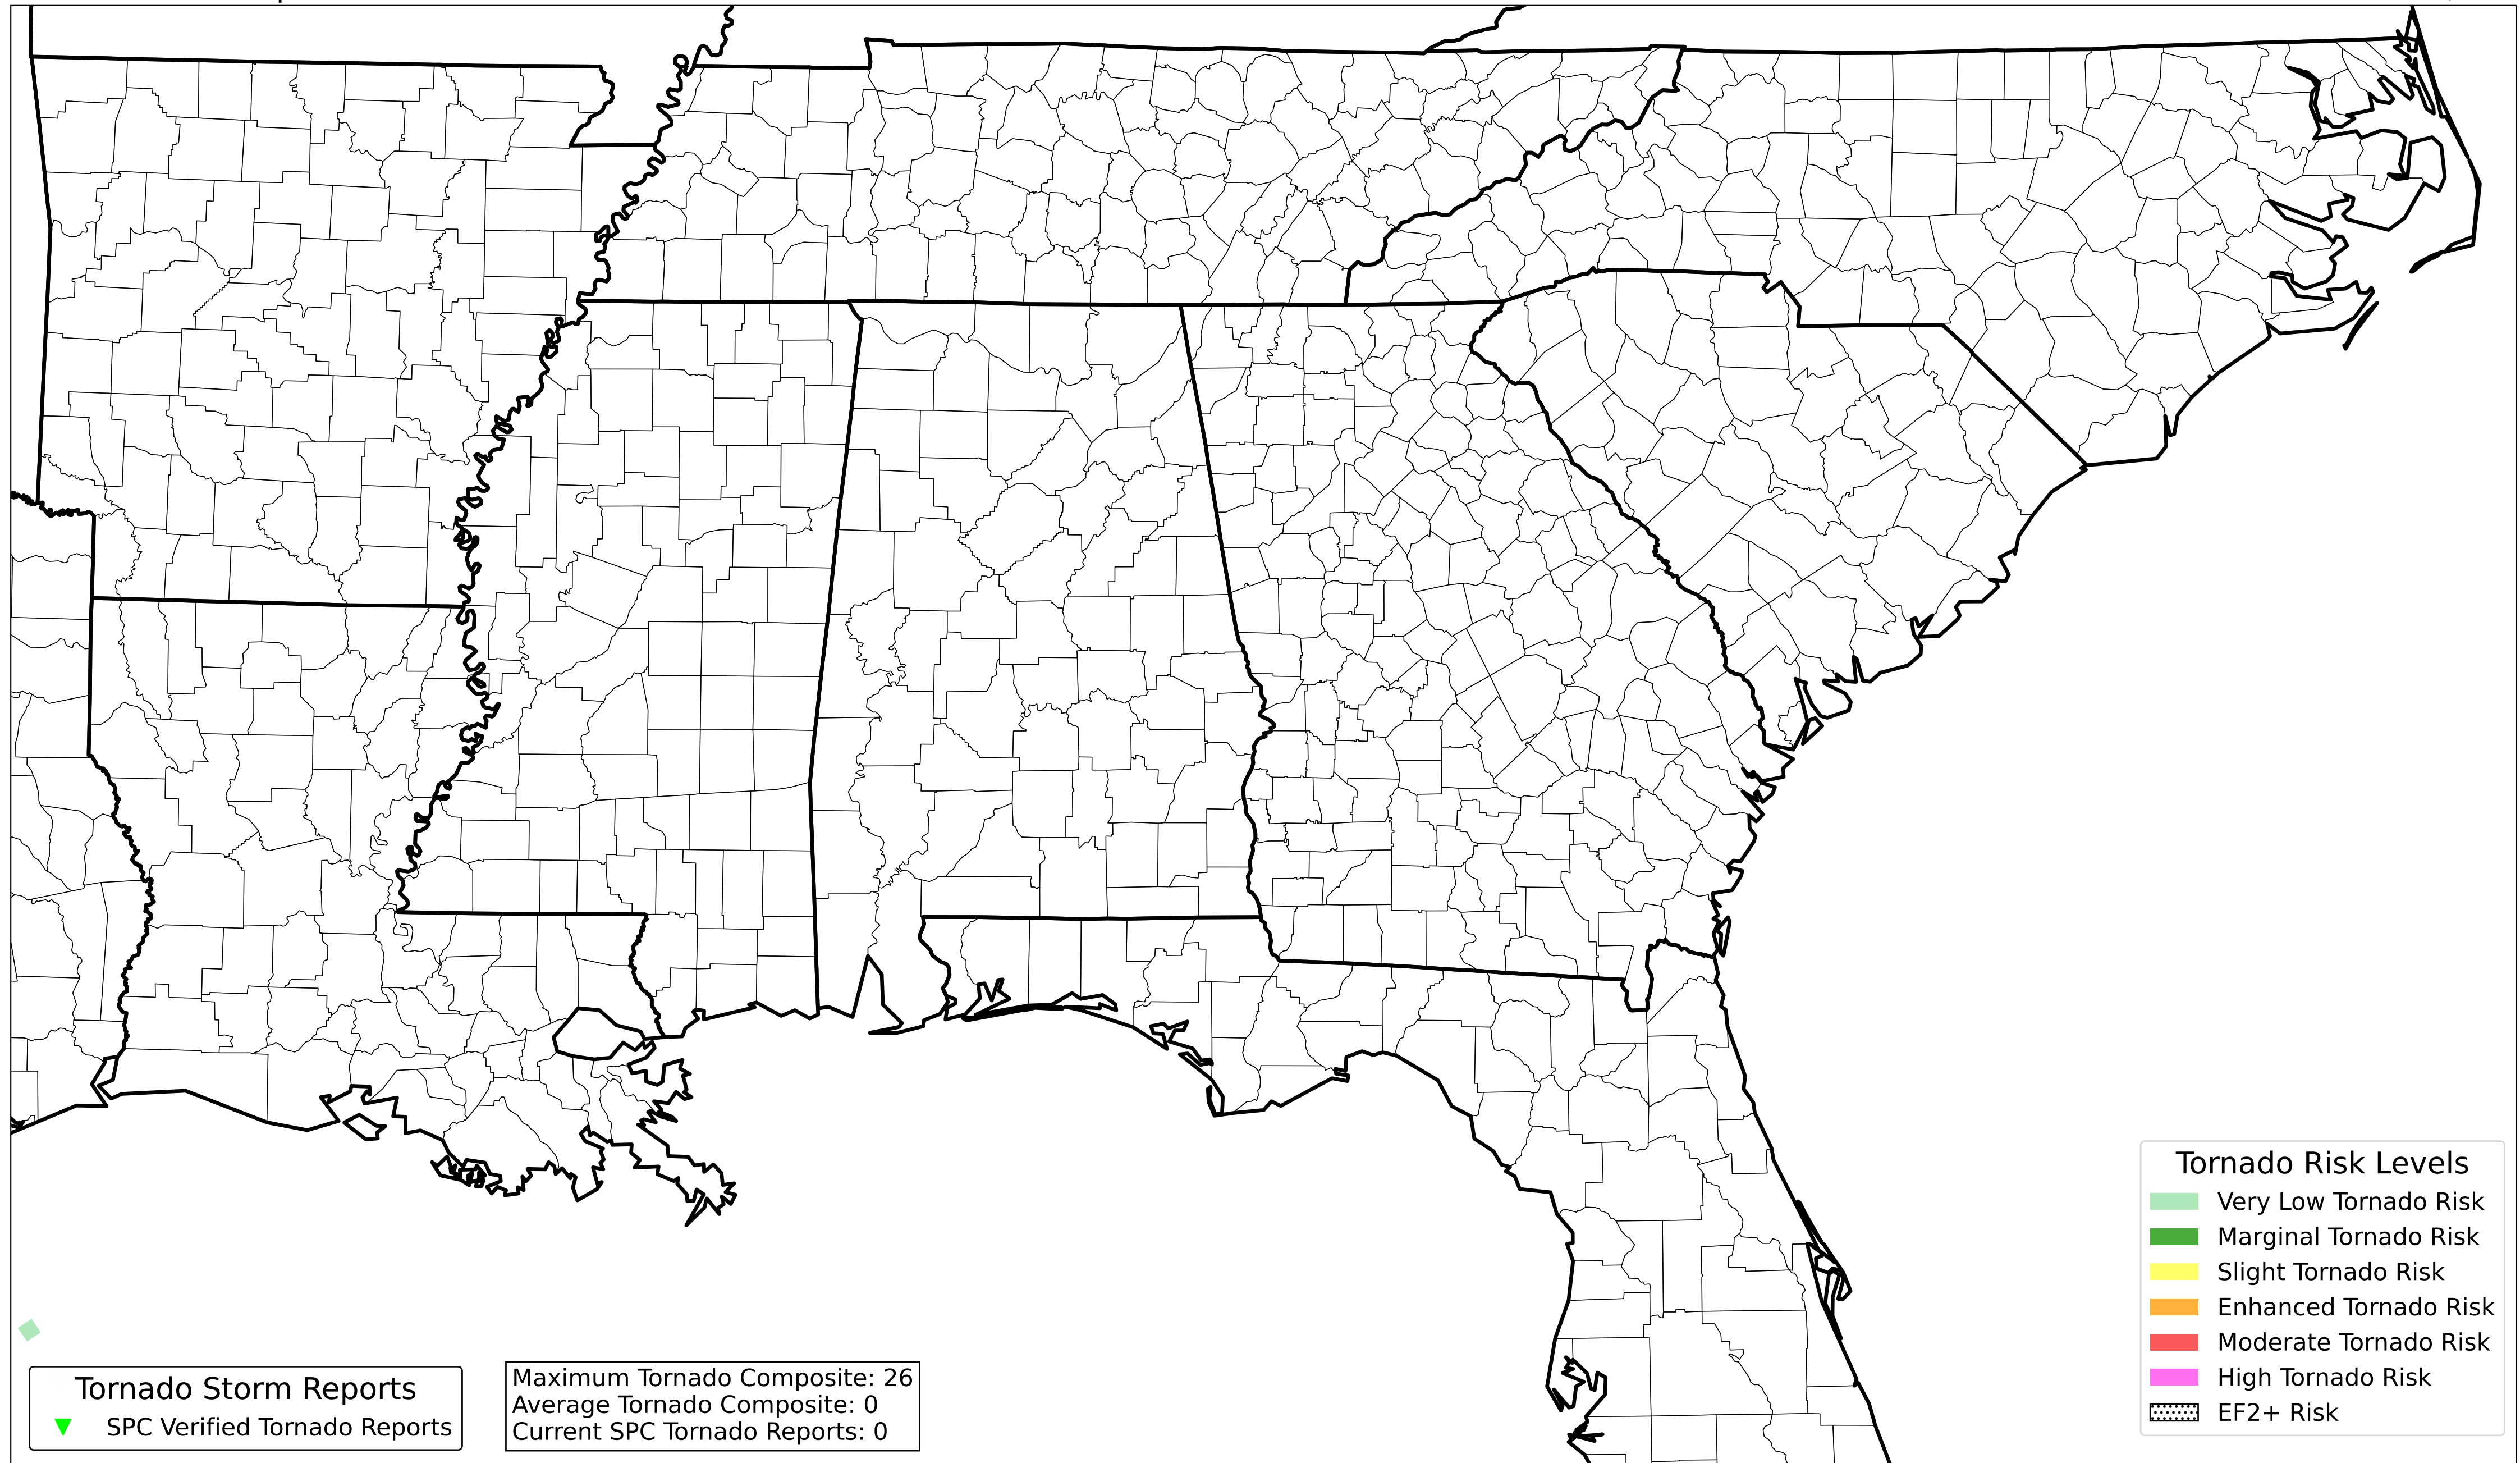 Tornado Risk Levels
Very Low Tornado Risk
Marginal Tornado Risk
Slight Tornado Risk
Enhanced Tornado Risk
Moderate Tornado Risk
High Tornado Risk
EF2+ Risk
Tornado Storm Reports
SPC Verified Tornado Reports
Maximum Tornado Composite: 26
Average Tornado Composite: 0
Current SPC Tornado Reports: 0